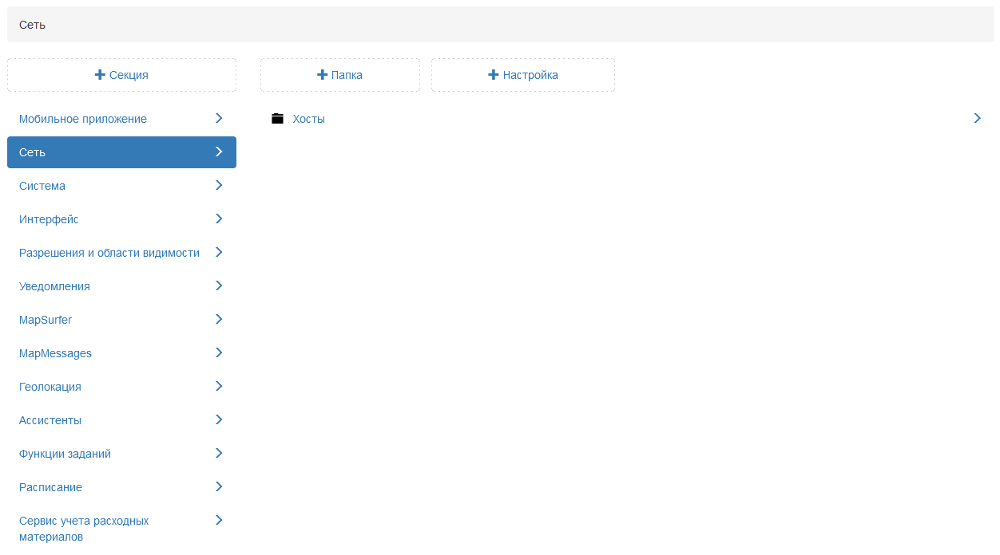 Сеть
Секция
Папка
Настройка
Мобильное приложение
Хосты
Сеть
Система
Интерфейс
Разрешения и области видимости
Уведомления
MapSurfer
MapMessages
Геолокация
Ассистенты
Функции заданий
Расписание
Сервис учета расходных
материалов